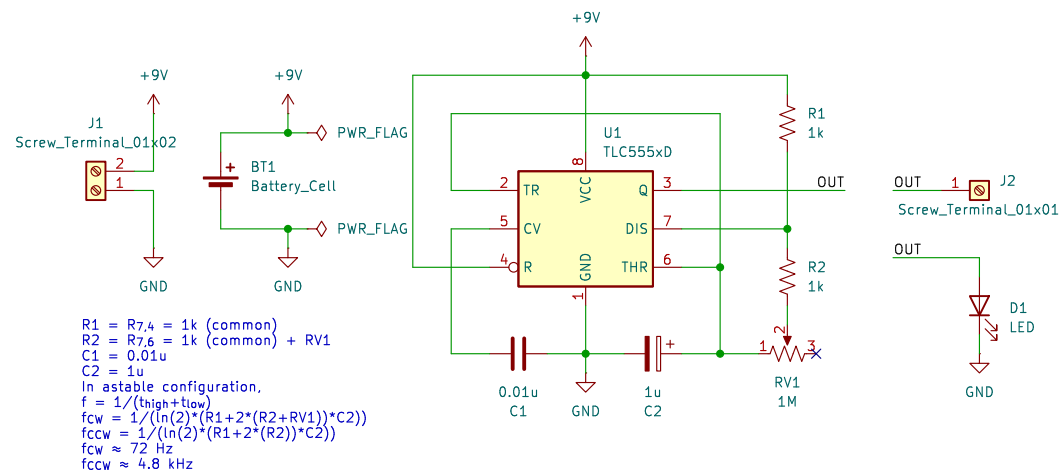 +9V
+9V
+9V
J1
Screw_Terminal_01x02
2
1
GND
PWR_FLAG
BT1
Battery_Cell
+
PWR_FLAG
GND
U1
TLC555xD
8
VCC
2
TR
Q
3
OUT
5
CV
DIS
7
4
R
THR
6
GND
1
R1
1k
R2
1k
0.01u
C1
GND
+
1u
C2
1
2
3
RV1
1M
OUT
1
J2
Screw_Terminal_01x01
OUT
D1
LED
GND
R1 = R7,4 = 1k (common)
R2 = R7,6 = 1k (common) + RV1
C1 = 0.01u
C2 = 1u
In astable configuration,
f = 1/(thigh+tlow)
fcw = 1/(ln(2)*(R1+2*(R2+RV1))*C2))
fccw = 1/(ln(2)*(R1+2*(R2))*C2))
fcw ≈ 72 Hz
fccw ≈ 4.8 kHz